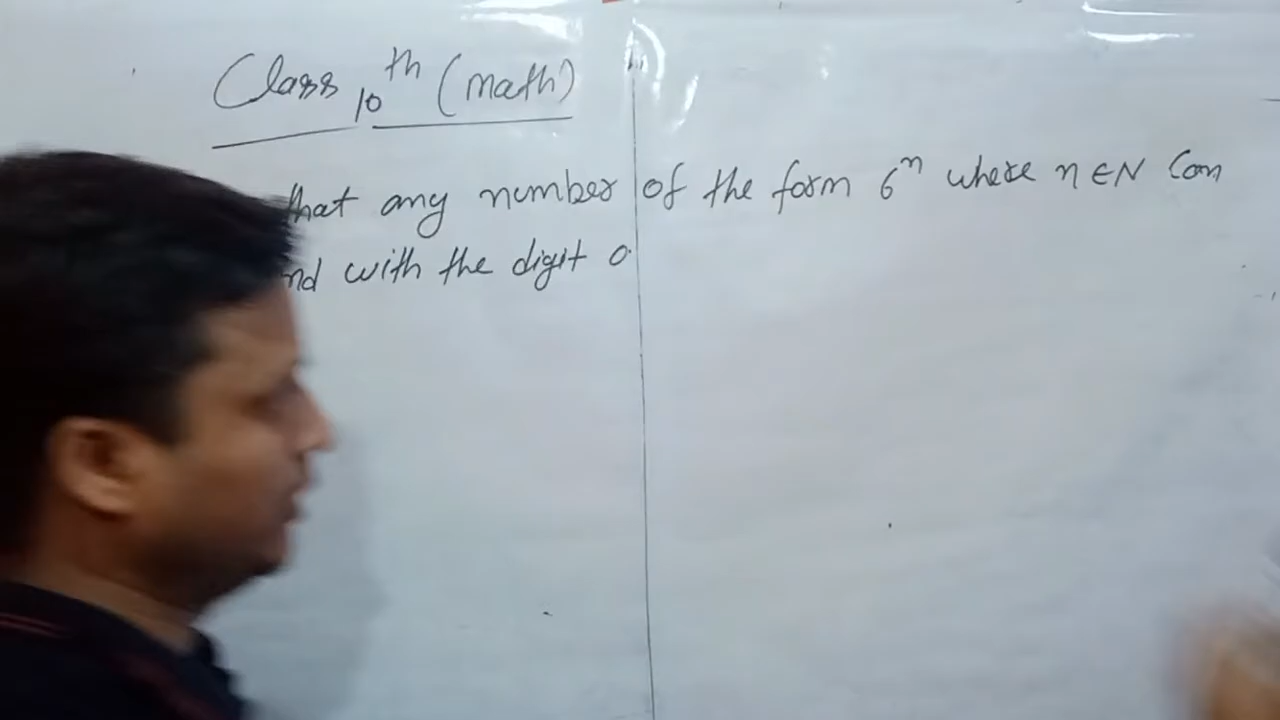 Class 10th (math)
that any number of the form 6ⁿ where n ∈ N Can
nd with the digit 0.